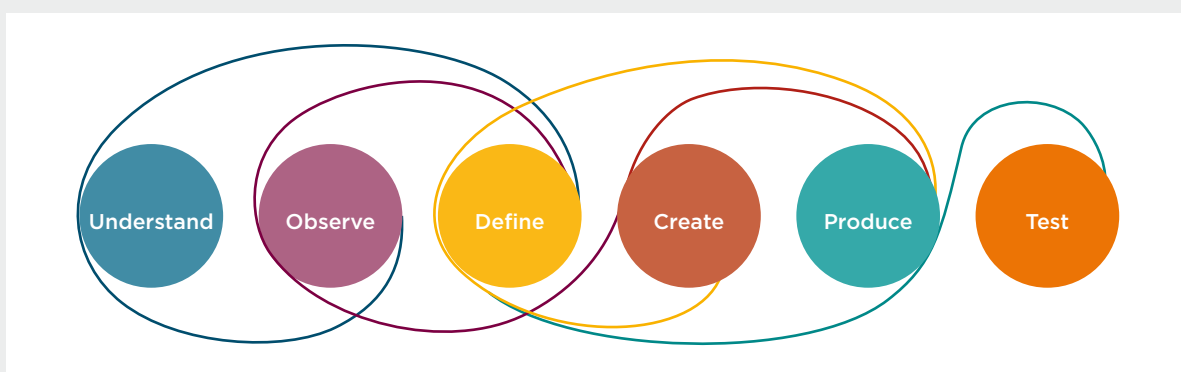 Understand
Observe
Define
Create
Produce
Test